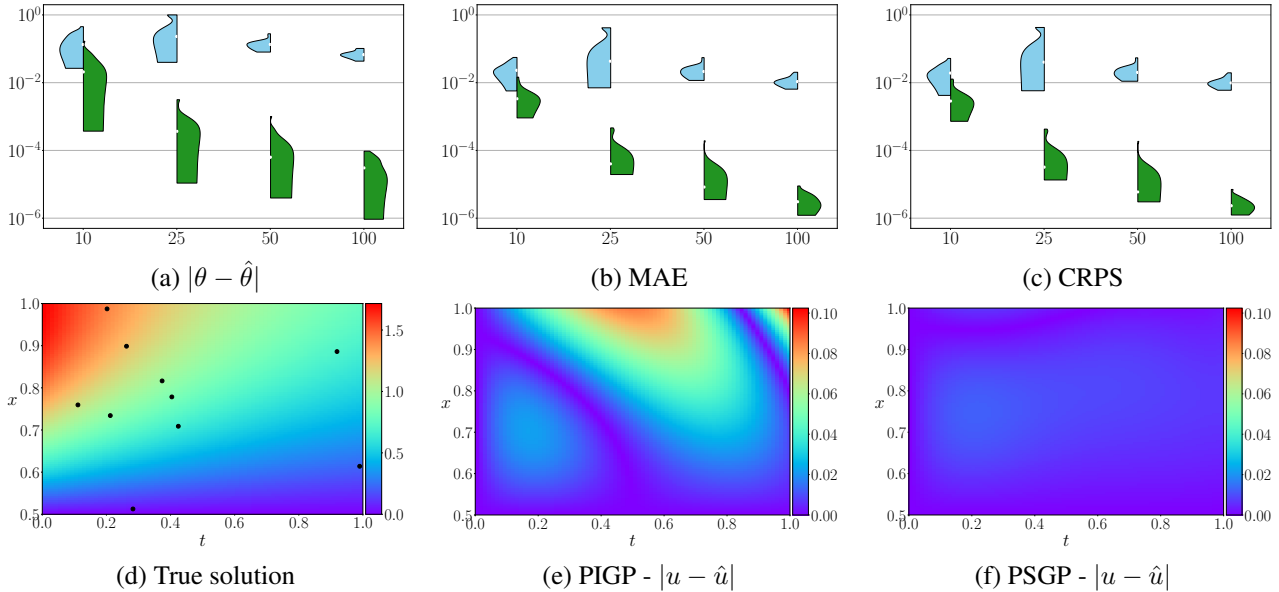 10⁰ 10⁻² 10⁻⁴ 10⁻⁶
10 25 50 100
(a) |θ − θ̂|
10⁰ 10⁻² 10⁻⁴ 10⁻⁶
10 25 50 100
(b) MAE
10⁰ 10⁻² 10⁻⁴ 10⁻⁶
10 25 50 100
(c) CRPS
1.0 0.9 0.8 0.7 0.6 0.5
x
0.0 0.2 0.4 0.6 0.8 1.0
t
1.5 1.0 0.5 0.0
(d) True solution
1.0 0.9 0.8 0.7 0.6 0.5
x
0.0 0.2 0.4 0.6 0.8 1.0
t
0.10 0.08 0.06 0.04 0.02 0.00
(e) PIGP - |u − û|
1.0 0.9 0.8 0.7 0.6 0.5
x
0.0 0.2 0.4 0.6 0.8 1.0
t
0.10 0.08 0.06 0.04 0.02 0.00
(f) PSGP - |u − û|